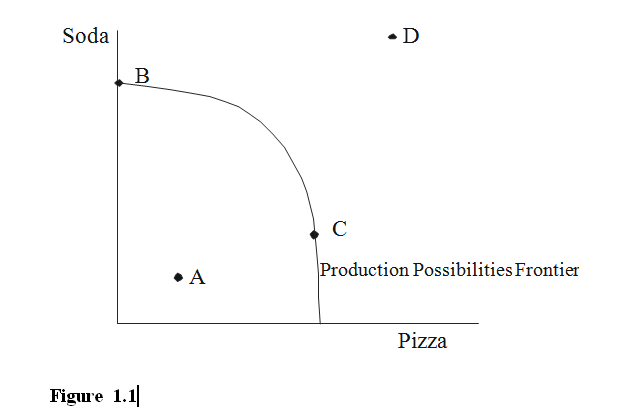 Soda
D
B
C
Production Possibilities Frontier
A
Pizza
Figure 1.1